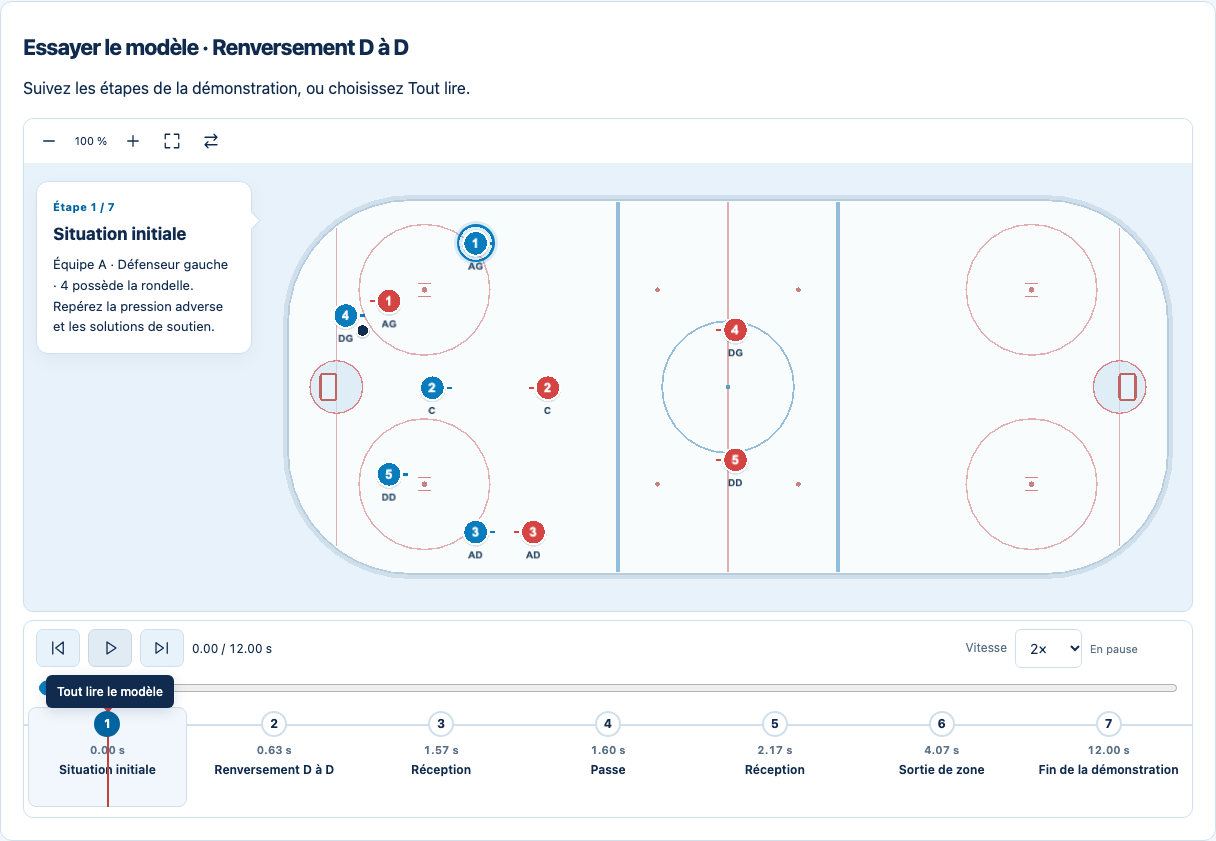 Essayer le modèle · Renversement D à D
Suivez les étapes de la démonstration, ou choisissez Tout lire.
100 %
Étape 1 / 7
Situation initiale
Équipe A · Défenseur gauche
· 4 possède la rondelle.
Repérez la pression adverse
et les solutions de soutien.
1
AG
1
AG
4
DG
4
DG
2
C
2
C
5
DD
5
DD
3
AD
3
AD
0.00 / 12.00 s
Vitesse
2×
En pause
Tout lire le modèle
1
2
3
4
5
6
7
0.00 s
0.63 s
1.57 s
1.60 s
2.17 s
4.07 s
12.00 s
Situation initiale
Renversement D à D
Réception
Passe
Réception
Sortie de zone
Fin de la démonstration